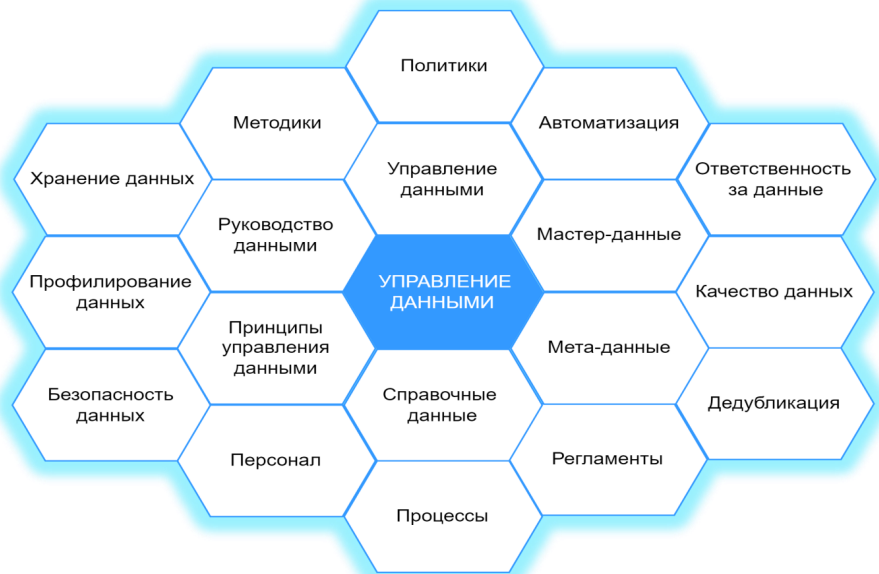 Политики
Методики
Автоматизация
Хранение данных
Управление
данными
Ответственность
за данные
Руководство
данными
Мастер-данные
Профилирование
данных
УПРАВЛЕНИЕ
ДАННЫМИ
Качество данных
Принципы
управления
данными
Мета-данные
Безопасность
данных
Справочные
данные
Дедубликация
Персонал
Регламенты
Процессы